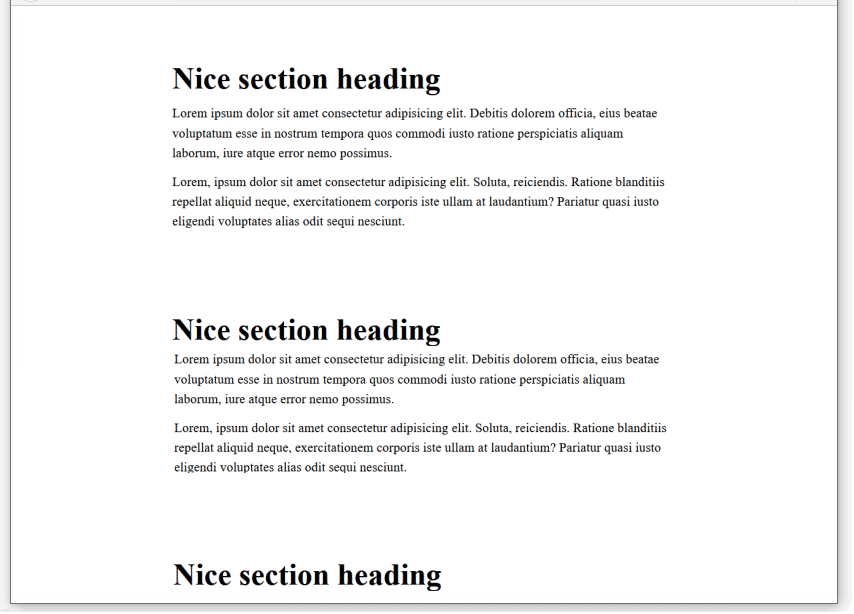 Nice section heading
Lorem ipsum dolor sit amet consectetur adipisicing elit. Debitis dolorem officia, eius beatae
voluptatum esse in nostrum tempora quos commodi iusto ratione perspiciatis aliquam
laborum, iure atque error nemo possimus.
Lorem, ipsum dolor sit amet consectetur adipisicing elit. Soluta, reiciendis. Ratione blanditiis
repellat aliquid neque, exercitationem corporis iste ullam at laudantium? Pariatur quasi iusto
eligendi voluptates alias odit sequi nesciunt.
Nice section heading
Lorem ipsum dolor sit amet consectetur adipisicing elit. Debitis dolorem officia, eius beatae
voluptatum esse in nostrum tempora quos commodi iusto ratione perspiciatis aliquam
laborum, iure atque error nemo possimus.
Lorem, ipsum dolor sit amet consectetur adipisicing elit. Soluta, reiciendis. Ratione blanditiis
repellat aliquid neque, exercitationem corporis iste ullam at laudantium? Pariatur quasi iusto
eligendi voluptates alias odit sequi nesciunt.
Nice section heading